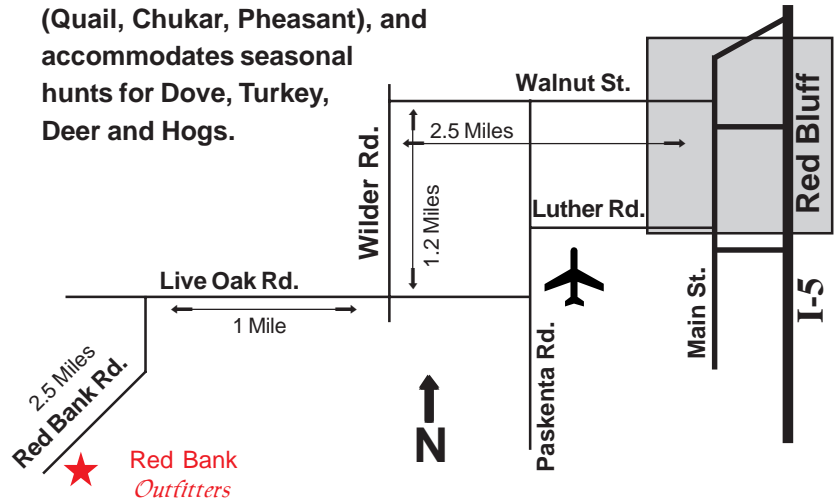 (Quail, Chukar, Pheasant), and
accommodates seasonal
hunts for Dove, Turkey,
Deer and Hogs.
Walnut St.
Red Bluff
2.5 Miles
Wilder Rd.
1.2 Miles
Luther Rd.
Live Oak Rd.
1 Mile
Main St.
I-5
2.5 Miles
Red Bank Rd.
Paskenta Rd.
N
Red Bank
Outfitters